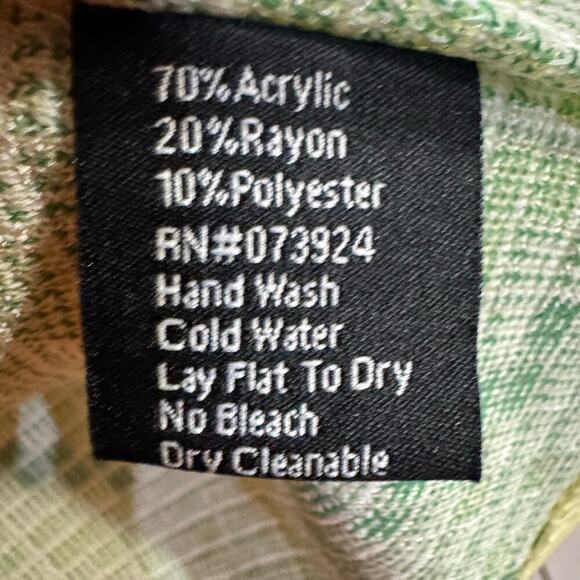 70%Acrylic
20%Rayon
10%Polyester
RN#073924
Hand Wash
Cold Water
Lay Flat To Dry
No Bleach
Dry Cleanable